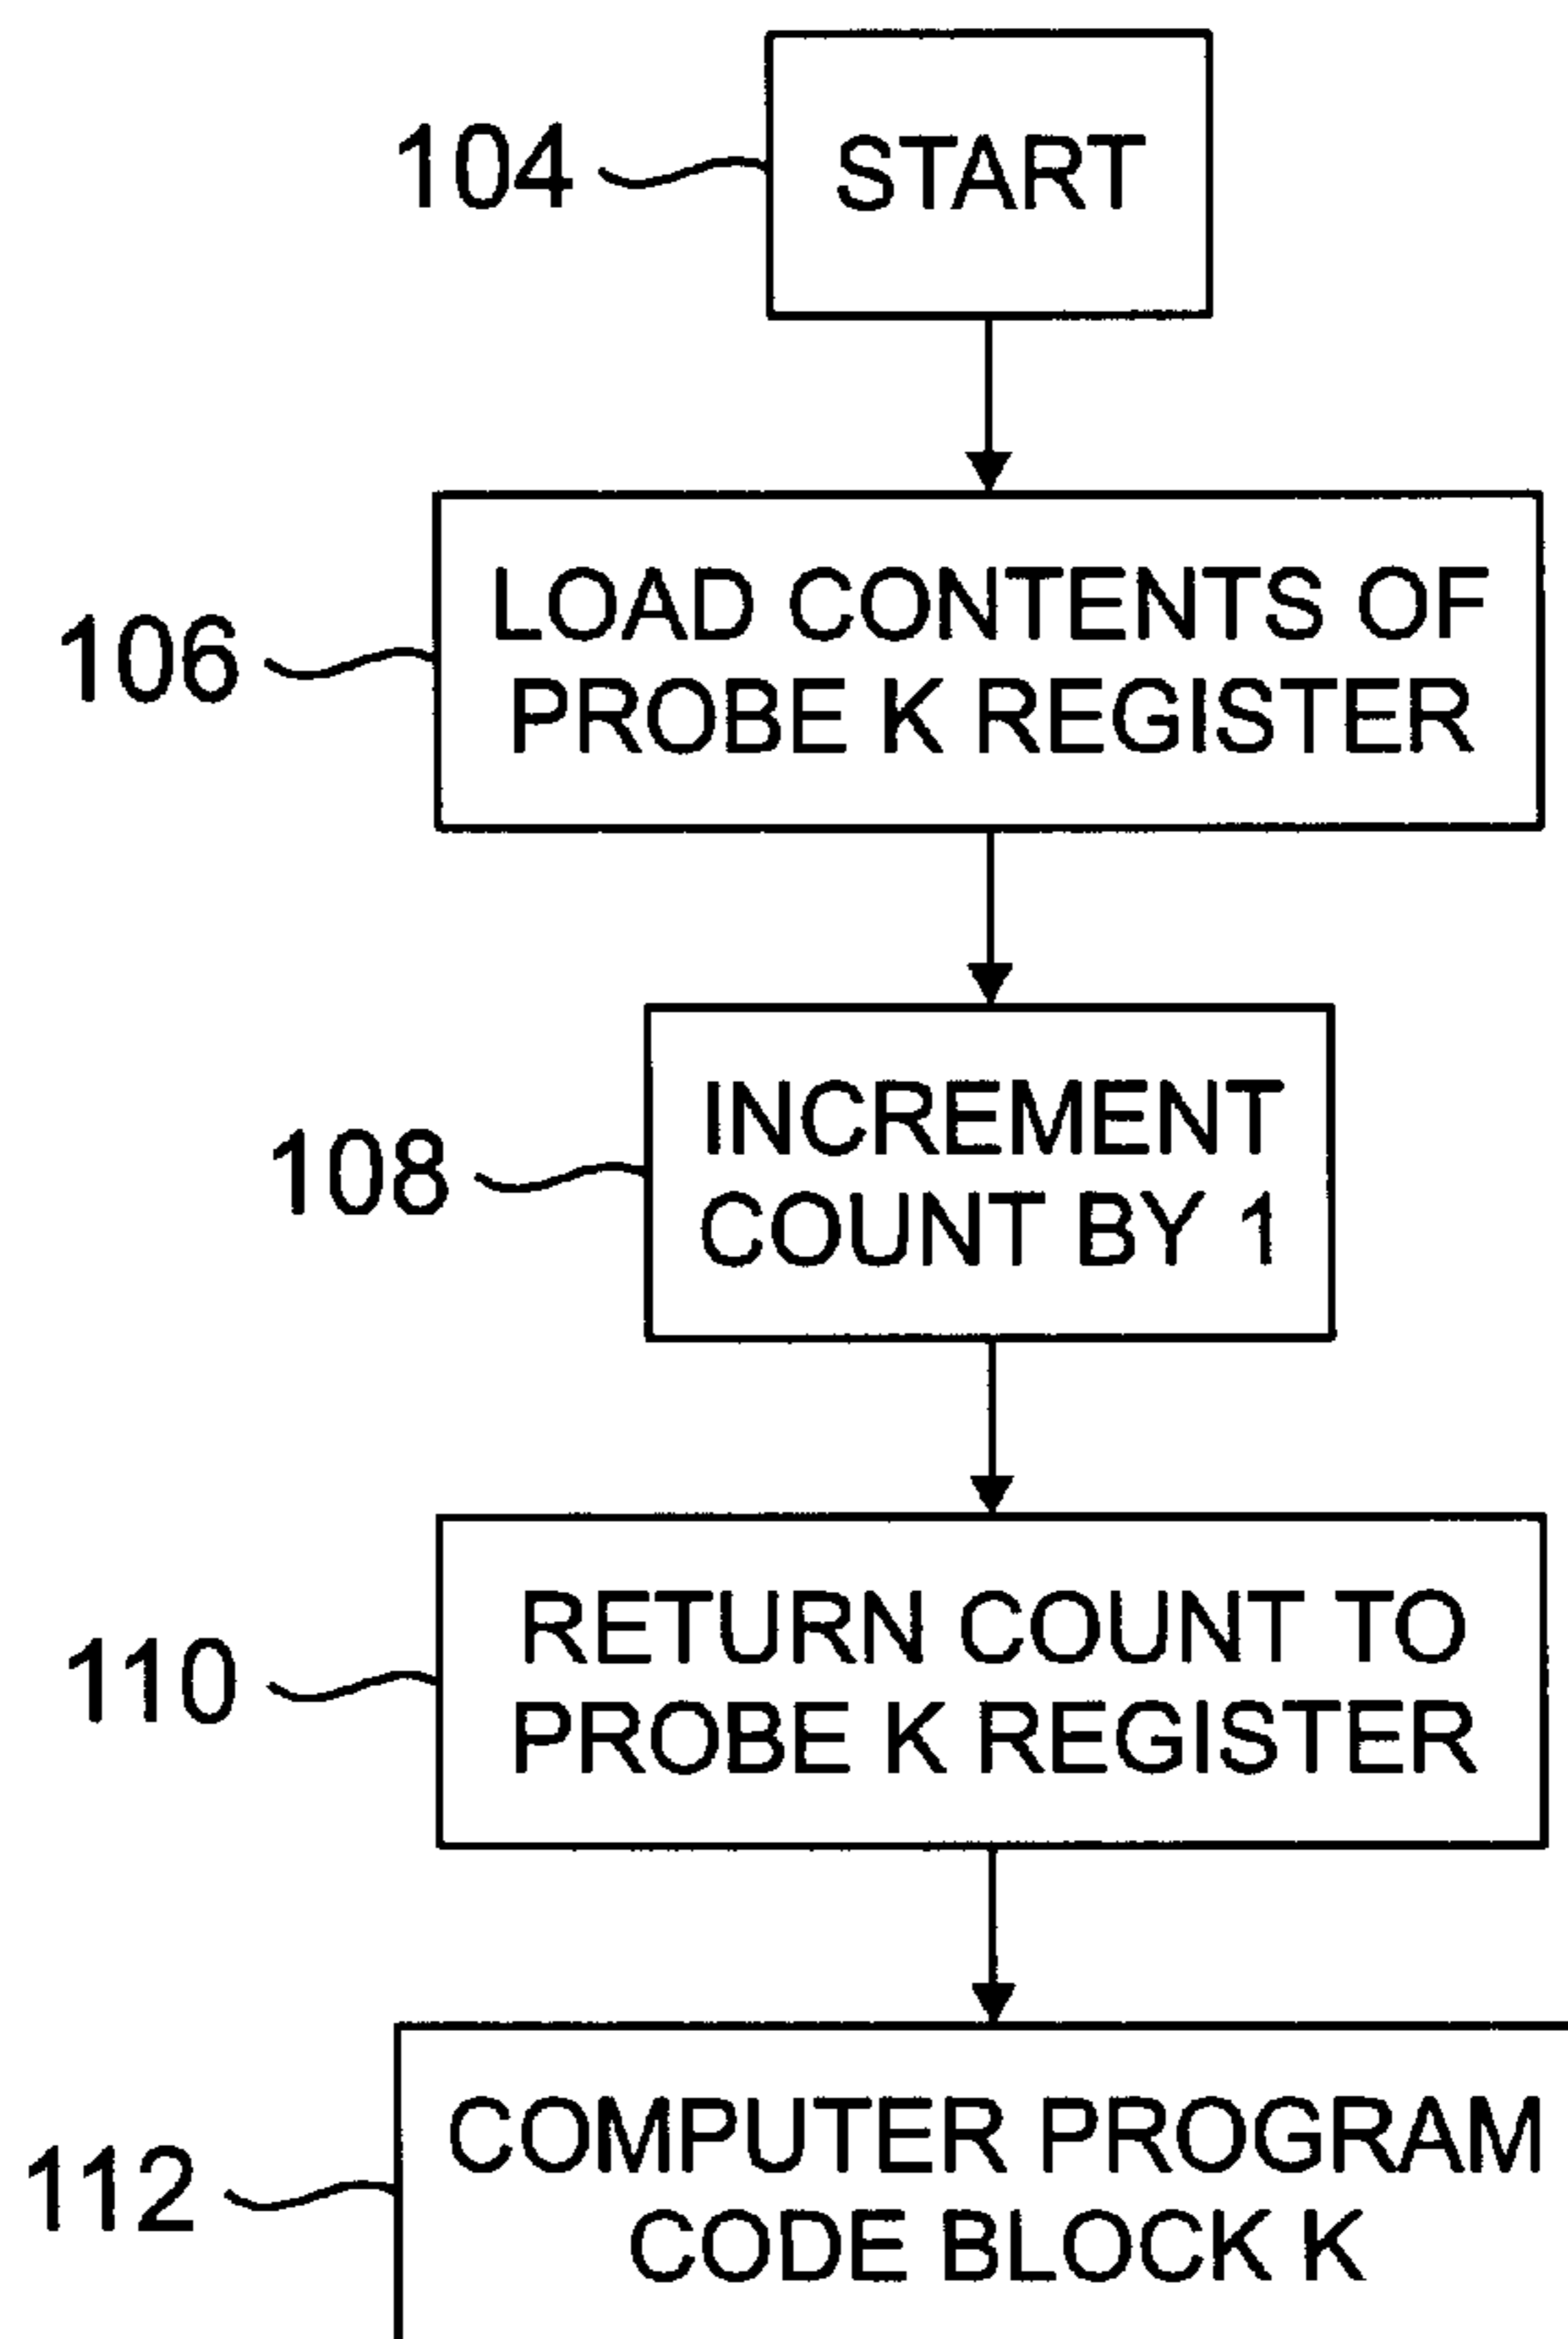 104
START
106
LOAD CONTENTS OF
PROBE K REGISTER
108
INCREMENT
COUNT BY 1
110
RETURN COUNT TO
PROBE K REGISTER
112
COMPUTER PROGRAM
CODE BLOCK K